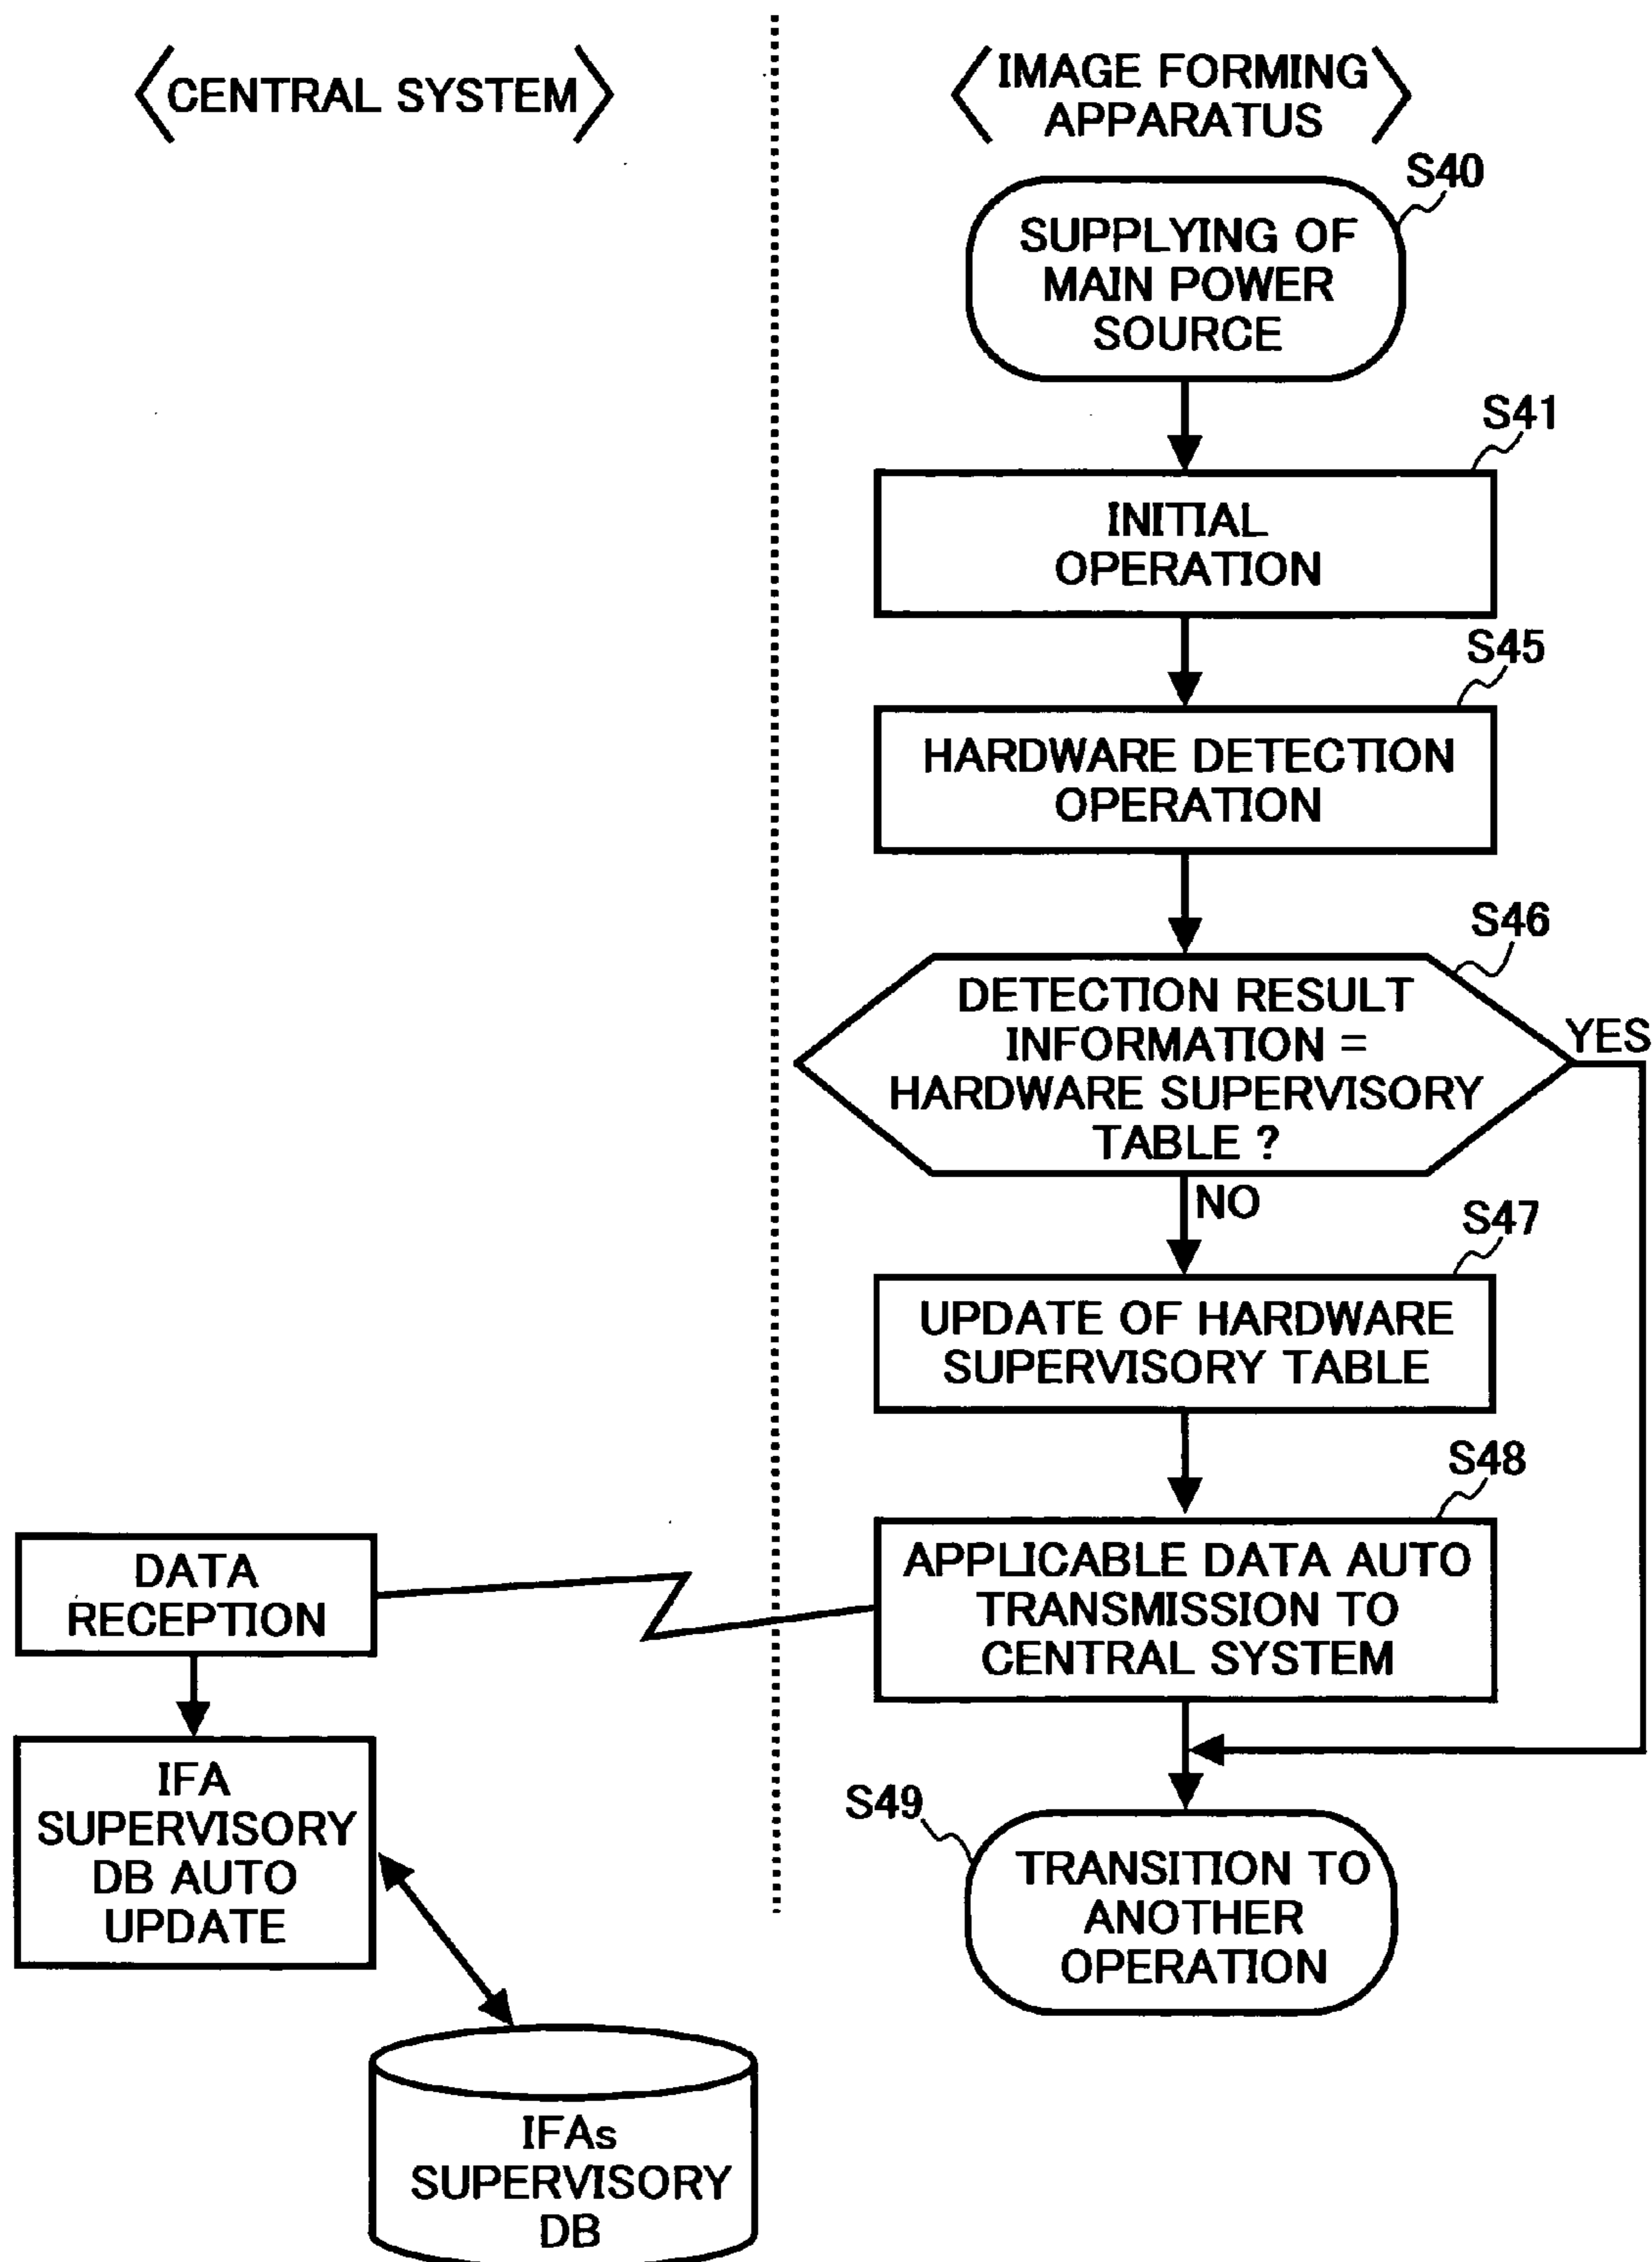 CENTRAL SYSTEM
IMAGE FORMING
APPARATUS
S40
SUPPLYING OF
MAIN POWER
SOURCE
S41
INITIAL
OPERATION
S45
HARDWARE DETECTION
OPERATION
S46
DETECTION RESULT
INFORMATION =
HARDWARE SUPERVISORY
TABLE ?
YES
NO
S47
UPDATE OF HARDWARE
SUPERVISORY TABLE
S48
APPLICABLE DATA AUTO
TRANSMISSION TO
CENTRAL SYSTEM
DATA
RECEPTION
IFA
SUPERVISORY
DB AUTO
UPDATE
S49
TRANSITION TO
ANOTHER
OPERATION
IFAs
SUPERVISORY
DB